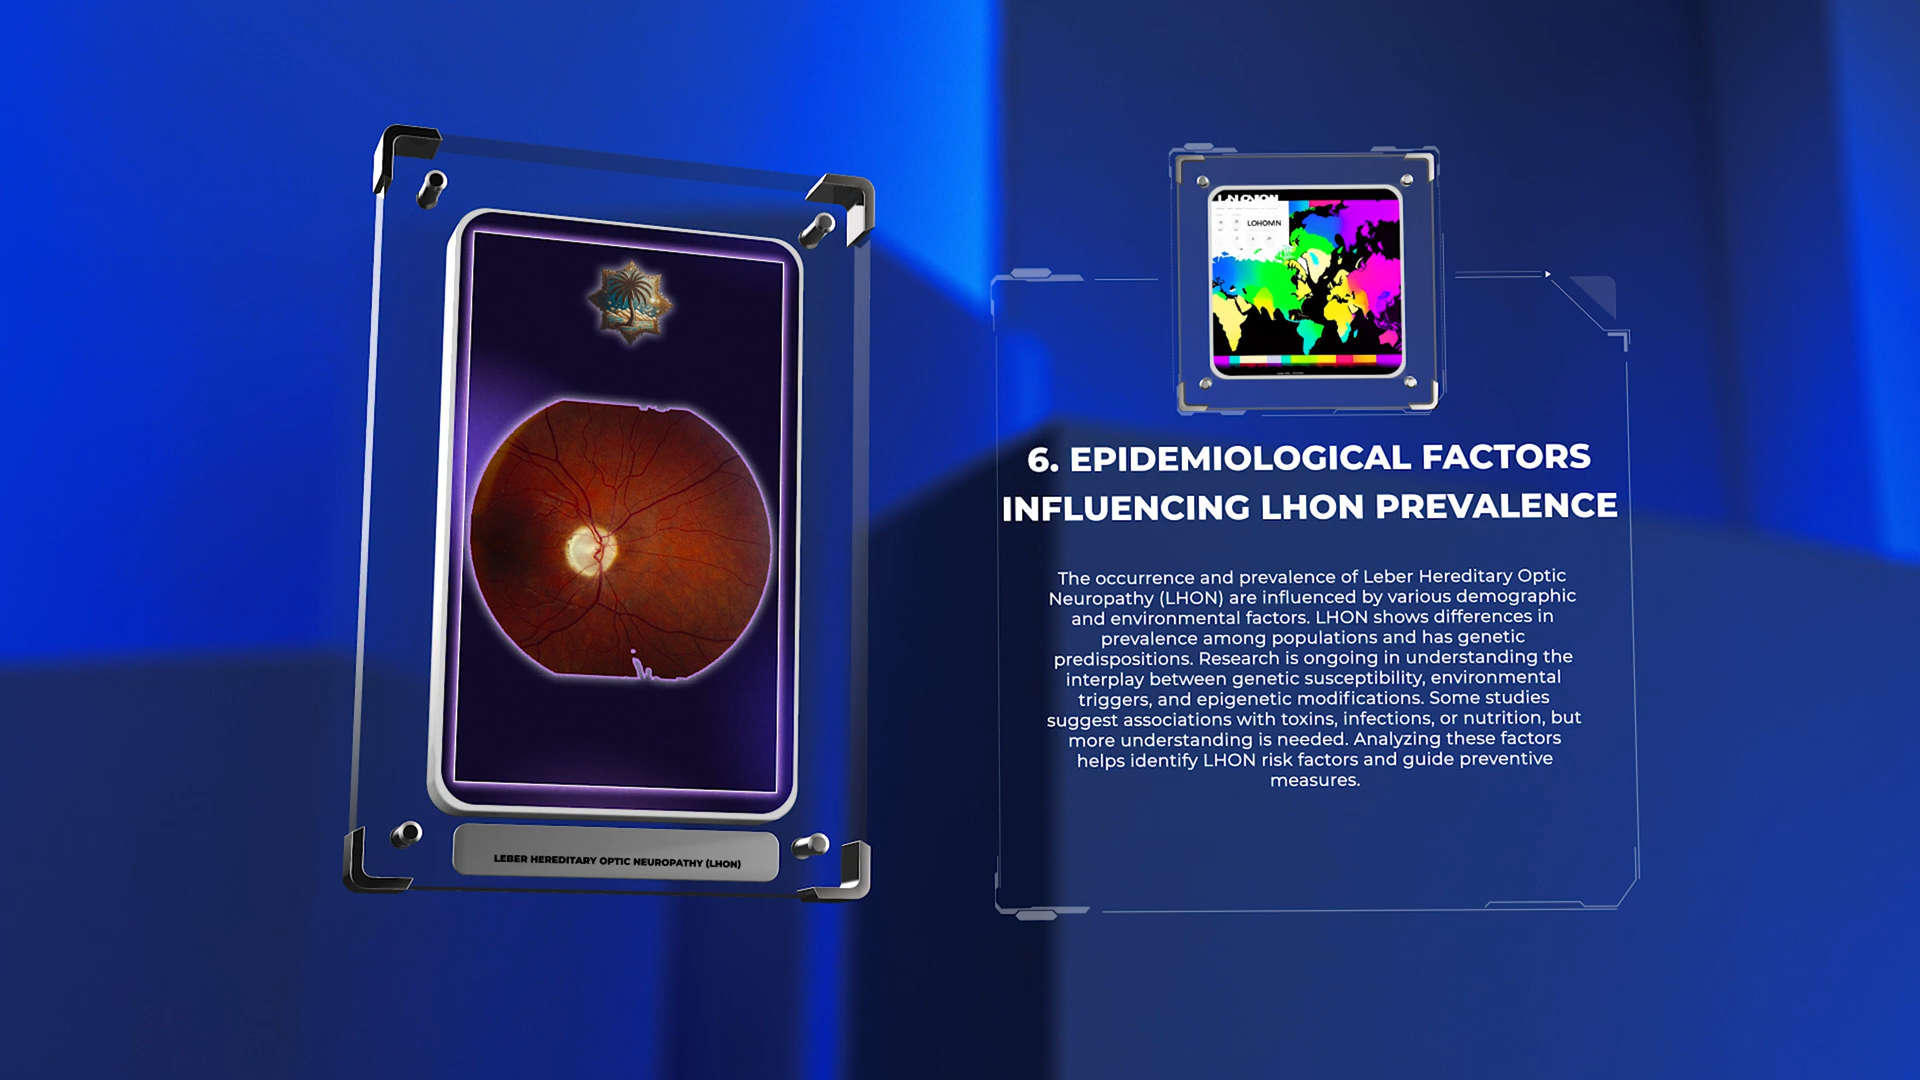 LOHOMN
6. EPIDEMIOLOGICAL FACTORS
INFLUENCING LHON PREVALENCE
The occurrence and prevalence of Leber Hereditary Optic
Neuropathy (LHON) are influenced by various demographic
and environmental factors. LHON shows differences in
prevalence among populations and has genetic
predispositions. Research is ongoing in understanding the
interplay between genetic susceptibility, environmental
triggers, and epigenetic modifications. Some studies
suggest associations with toxins, infections, or nutrition, but
more understanding is needed. Analyzing these factors
helps identify LHON risk factors and guide preventive
measures.
LEBER HEREDITARY OPTIC NEUROPATHY (LHON)